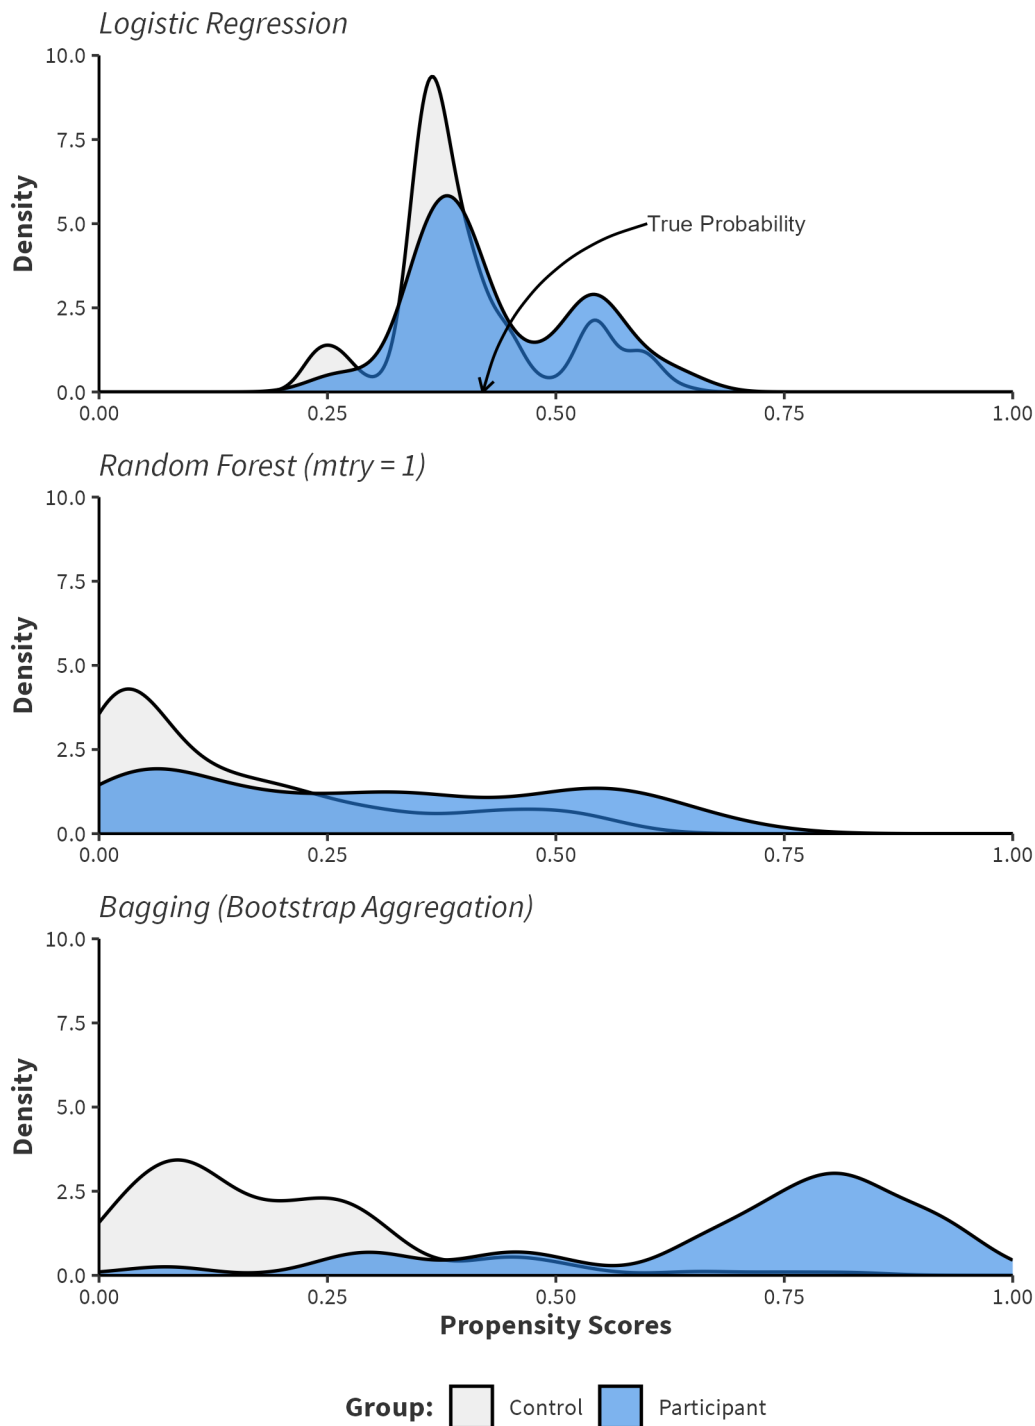 Logistic Regression
10.0
7.5
5.0
2.5
0.0
Density
True Probability
0.00 0.25 0.50 0.75 1.00
Random Forest (mtry = 1)
10.0
7.5
5.0
2.5
0.0
Density
0.00 0.25 0.50 0.75 1.00
Bagging (Bootstrap Aggregation)
10.0
7.5
5.0
2.5
0.0
Density
0.00 0.25 0.50 0.75 1.00
Propensity Scores
Group: Control Participant